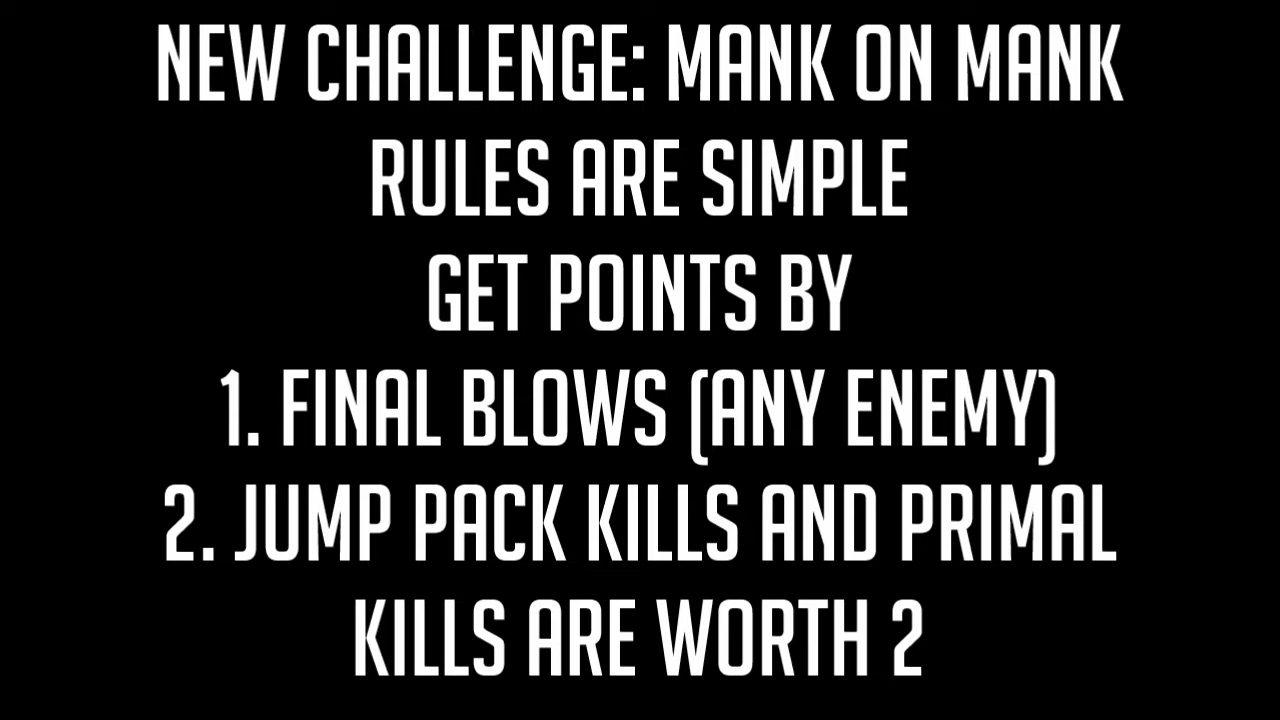 NEW CHALLENGE: MANK ON MANK
RULES ARE SIMPLE
GET POINTS BY
1. FINAL BLOWS (ANY ENEMY)
2. JUMP PACK KILLS AND PRIMAL
KILLS ARE WORTH 2